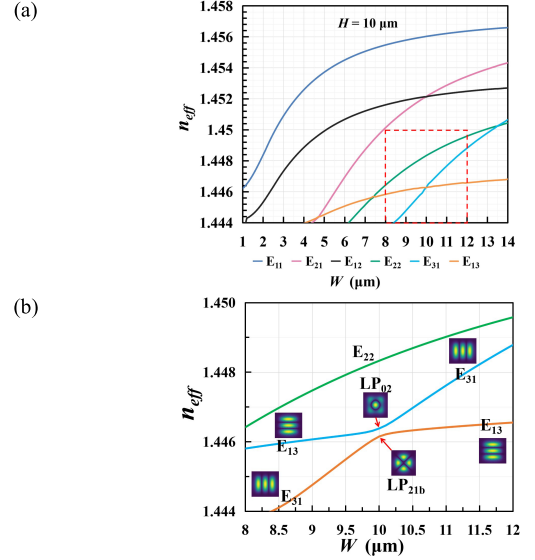 (a)
H = 10 μm
n_eff
1.458
1.456
1.454
1.452
1.45
1.448
1.446
1.444
1 2 3 4 5 6 7 8 9 10 11 12 13 14
E11 E21 E12 E22 E31 E13
W (μm)
(b)
n_eff
1.450
1.448
1.446
1.444
E22
LP02
E31
E13
E13
E31
LP21b
8 8.5 9 9.5 10 10.5 11 11.5 12
W (μm)